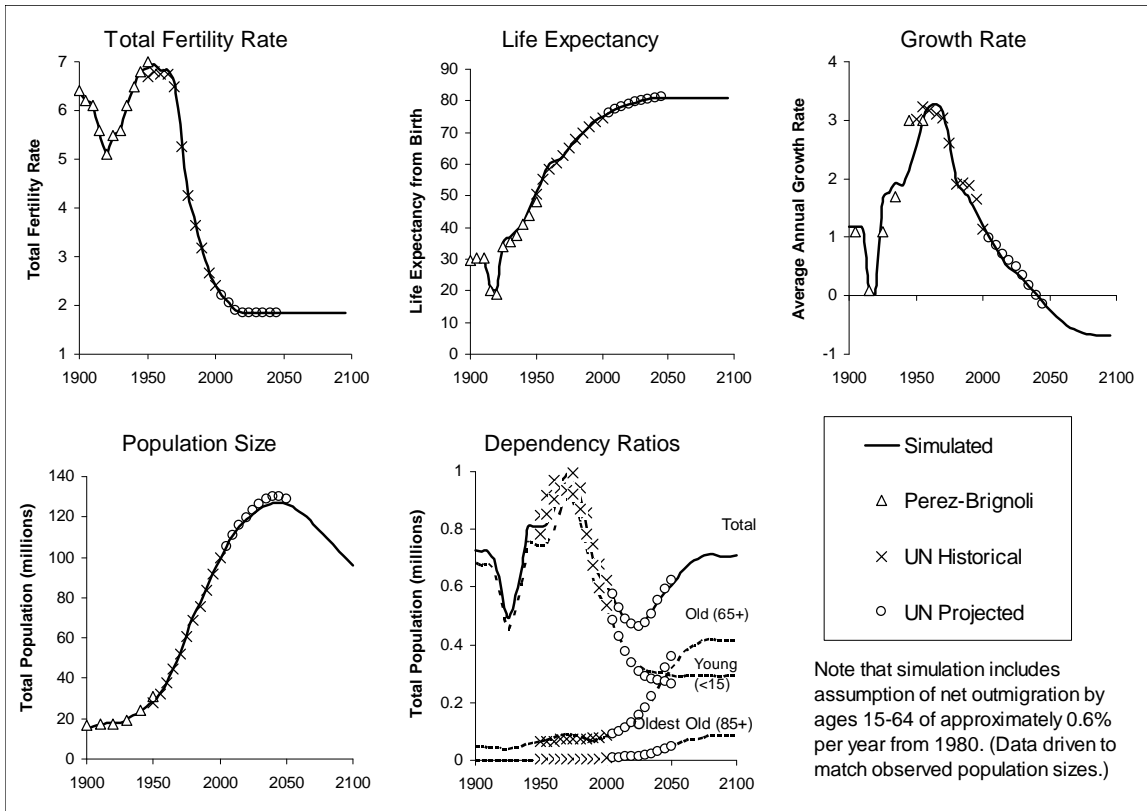 Total Fertility Rate
Life Expectancy
Growth Rate
7
6
5
4
3
2
1
Total Fertility Rate
1900 1950 2000 2050 2100
90
80
70
60
50
40
30
20
10
0
Life Expectancy from Birth
1900 1950 2000 2050 2100
4
3
2
1
0
-1
Average Annual Growth Rate
1900 1950 2000 2050 2100
Population Size
Dependency Ratios
140
120
100
80
60
40
20
0
Total Population (millions)
1900 1950 2000 2050 2100
1
0.8
0.6
0.4
0.2
0
Total Population (millions)
Total
Old (65+)
Young
(<15)
Oldest Old (85+)
1900 1950 2000 2050 2100
Simulated
Perez-Brignoli
UN Historical
UN Projected
Note that simulation includes
assumption of net outmigration by
ages 15-64 of approximately 0.6%
per year from 1980. (Data driven to
match observed population sizes.)